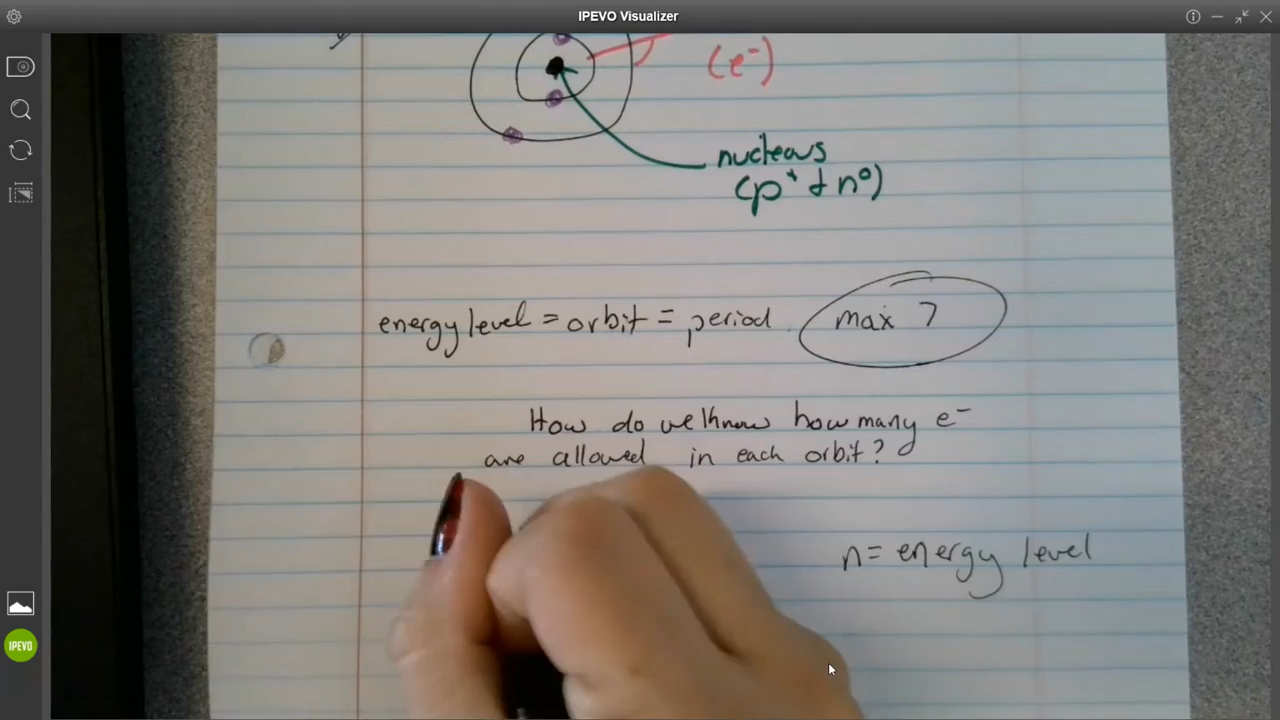 IPEVO Visualizer
(e⁻)
nucleus
(p⁺ & n⁰)
energy level = orbit = period
max 7
How do we know how many e⁻
are allowed in each orbit?
n = energy level
IPEVO